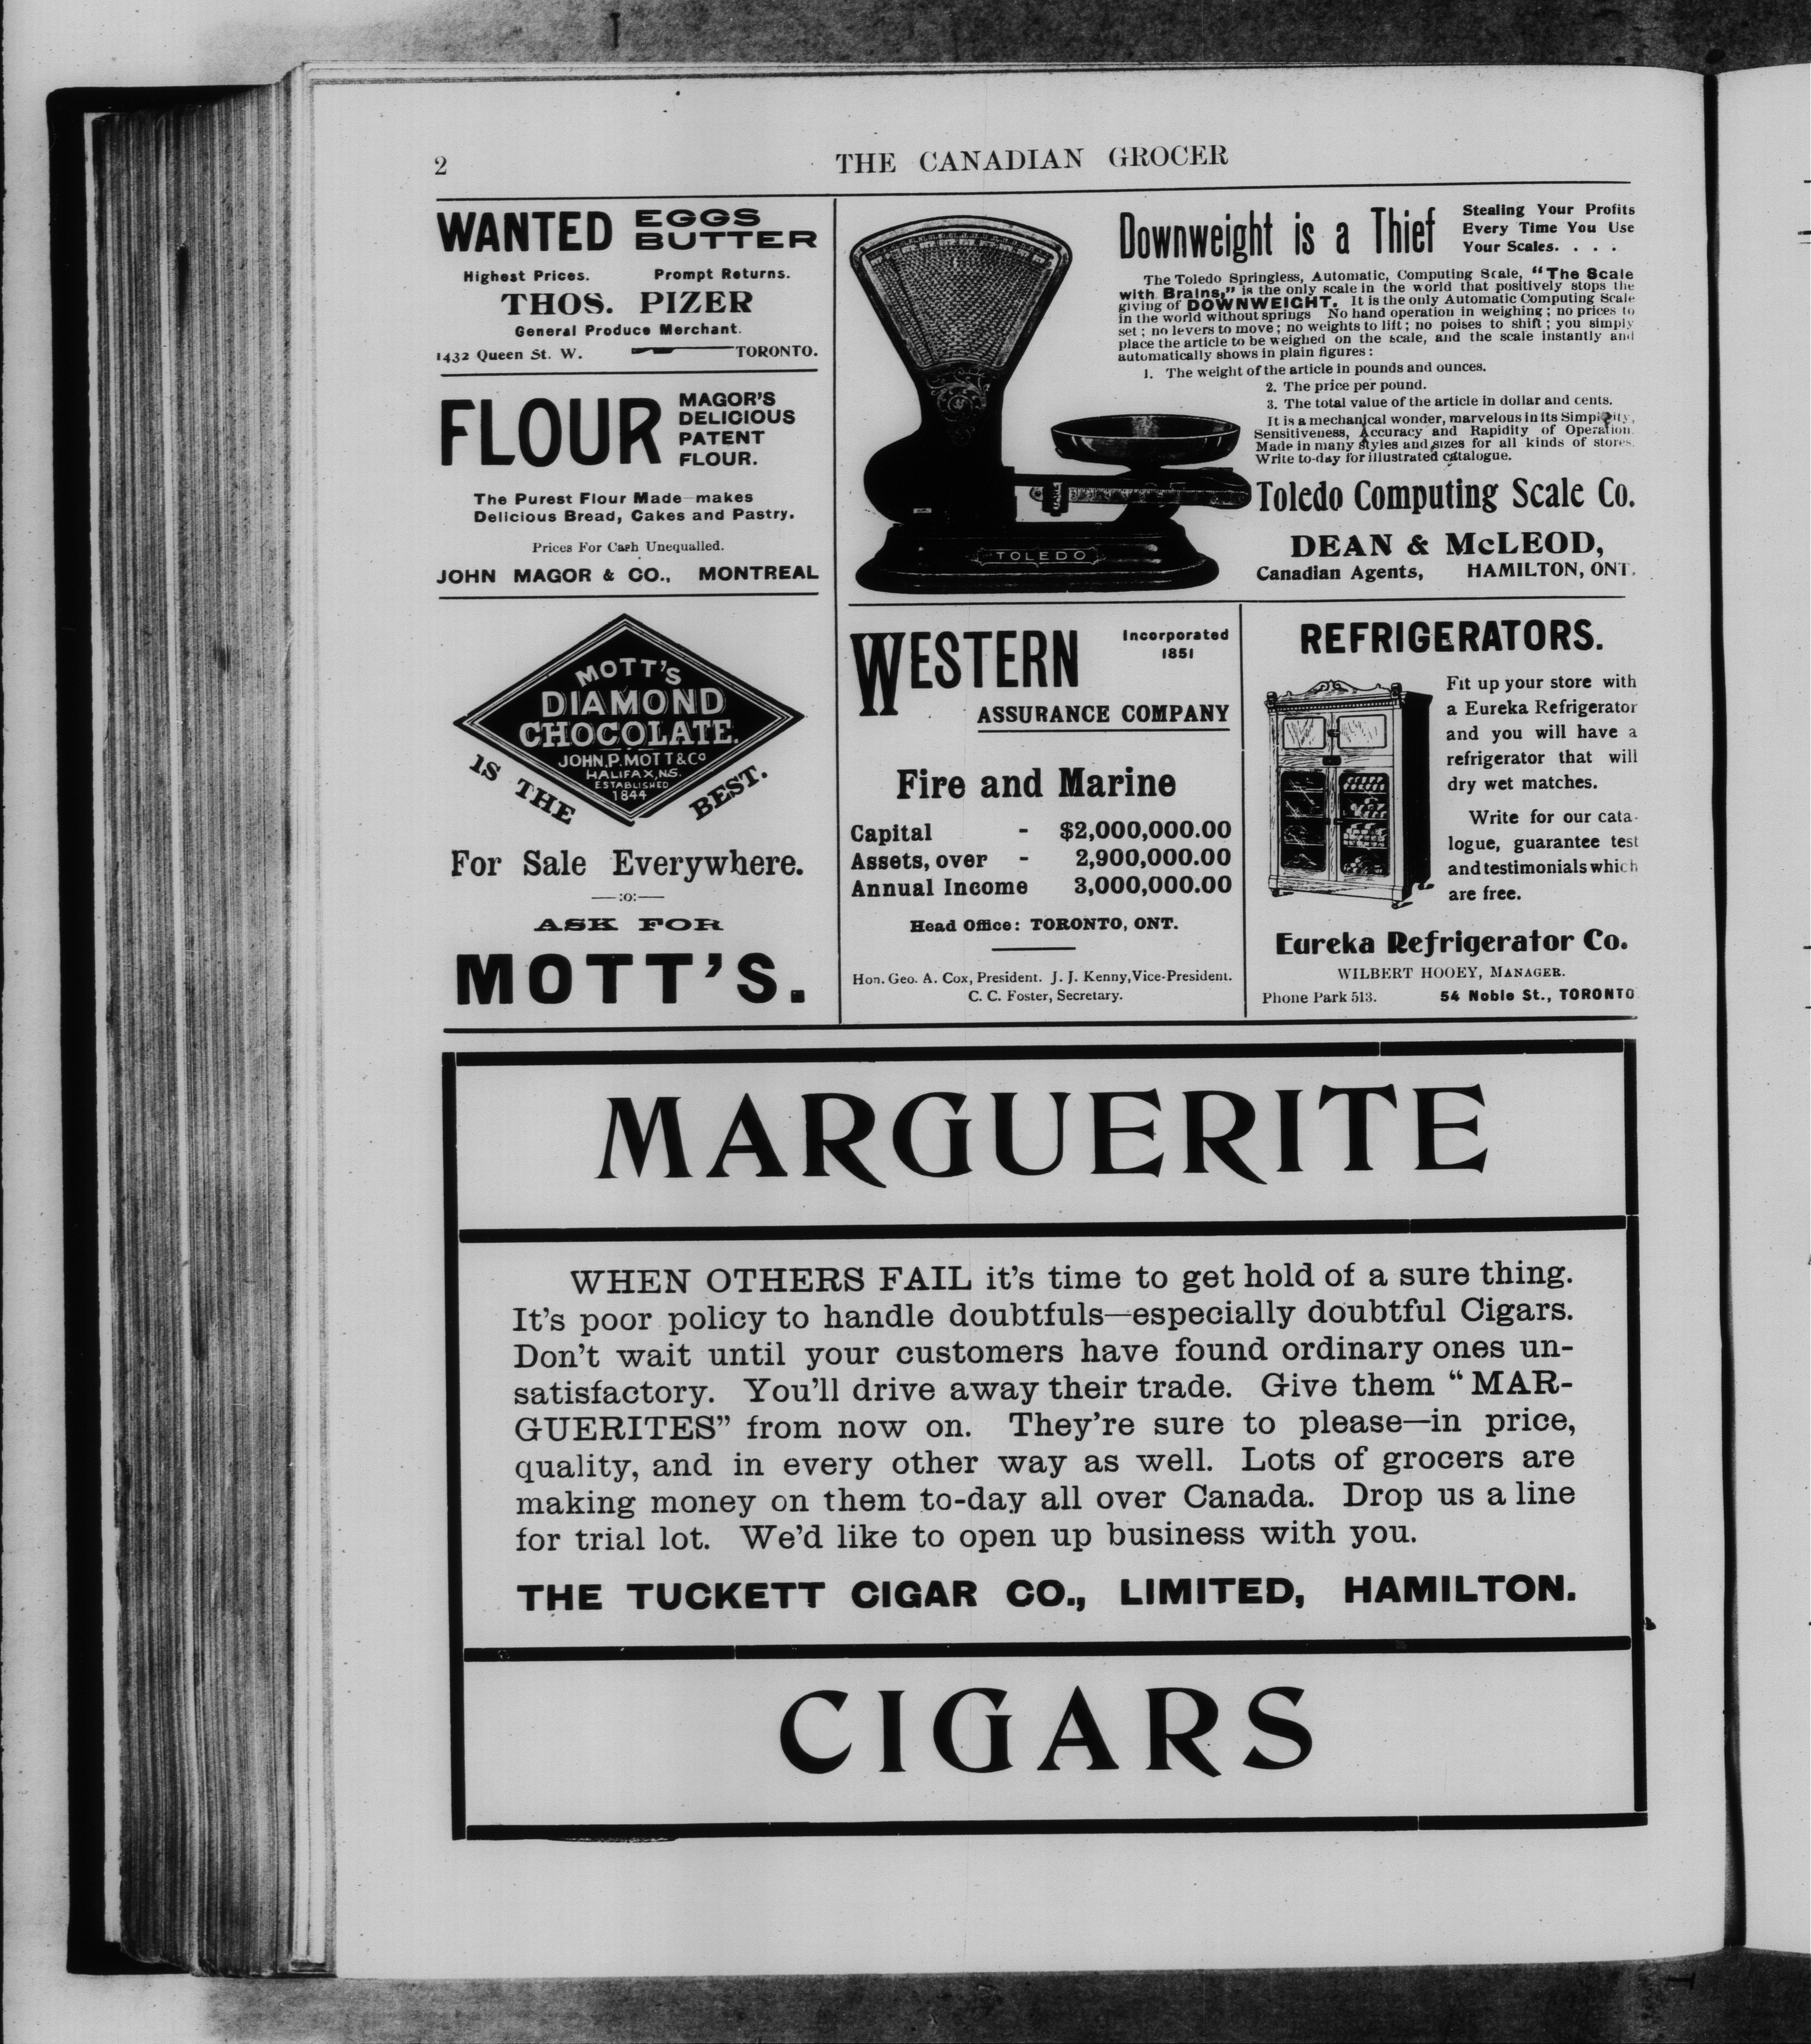 2
THE CANADIAN GROCER
WANTED EGGS
BUTTER
Highest Prices. Prompt Returns.
THOS. PIZER
General Produce Merchant.
1432 Queen St. W. TORONTO.
FLOUR
MAGOR'S
DELICIOUS
PATENT
FLOUR.
The Purest Flour Made—makes
Delicious Bread, Cakes and Pastry.
Prices For Cash Unequalled.
JOHN MAGOR & CO., MONTREAL
MOTT'S
DIAMOND
CHOCOLATE.
JOHN. P. MOTT & Co
HALIFAX, N.S.
ESTABLISHED
1844
IS THE BEST.
For Sale Everywhere.
—:o:—
ASK FOR
MOTT'S.
TOLEDO
Downweight is a Thief
Stealing Your Profits
Every Time You Use
Your Scales. . . .
The Toledo Springless, Automatic, Computing Scale, "The Scale
with Brains," is the only scale in the world that positively stops the
giving of DOWNWEIGHT. It is the only Automatic Computing Scale
in the world without springs No hand operation in weighing; no prices to
set; no levers to move; no weights to lift; no poises to shift; you simply
place the article to be weighed on the scale, and the scale instantly and
automatically shows in plain figures:
1. The weight of the article in pounds and ounces.
2. The price per pound.
3. The total value of the article in dollar and cents.
It is a mechanical wonder, marvelous in its Simplicity,
Sensitiveness, Accuracy and Rapidity of Operation.
Made in many styles and sizes for all kinds of stores.
Write to-day for illustrated catalogue.
Toledo Computing Scale Co.
DEAN & McLEOD,
Canadian Agents, HAMILTON, ONT.
WESTERN
Incorporated
1851
ASSURANCE COMPANY
Fire and Marine
Capital - $2,000,000.00
Assets, over - 2,900,000.00
Annual Income 3,000,000.00
Head Office: TORONTO, ONT.
Hon. Geo. A. Cox, President. J. J. Kenny, Vice-President.
C. C. Foster, Secretary.
REFRIGERATORS.
Fit up your store with
a Eureka Refrigerator
and you will have a
refrigerator that will
dry wet matches.
Write for our cata-
logue, guarantee test
and testimonials which
are free.
Eureka Refrigerator Co.
WILBERT HOOEY, MANAGER.
Phone Park 513. 54 Noble St., TORONTO
MARGUERITE
WHEN OTHERS FAIL it's time to get hold of a sure thing.
It's poor policy to handle doubtfuls—especially doubtful Cigars.
Don't wait until your customers have found ordinary ones un-
satisfactory. You'll drive away their trade. Give them "MAR-
GUERITES" from now on. They're sure to please—in price,
quality, and in every other way as well. Lots of grocers are
making money on them to-day all over Canada. Drop us a line
for trial lot. We'd like to open up business with you.
THE TUCKETT CIGAR CO., LIMITED, HAMILTON.
CIGARS